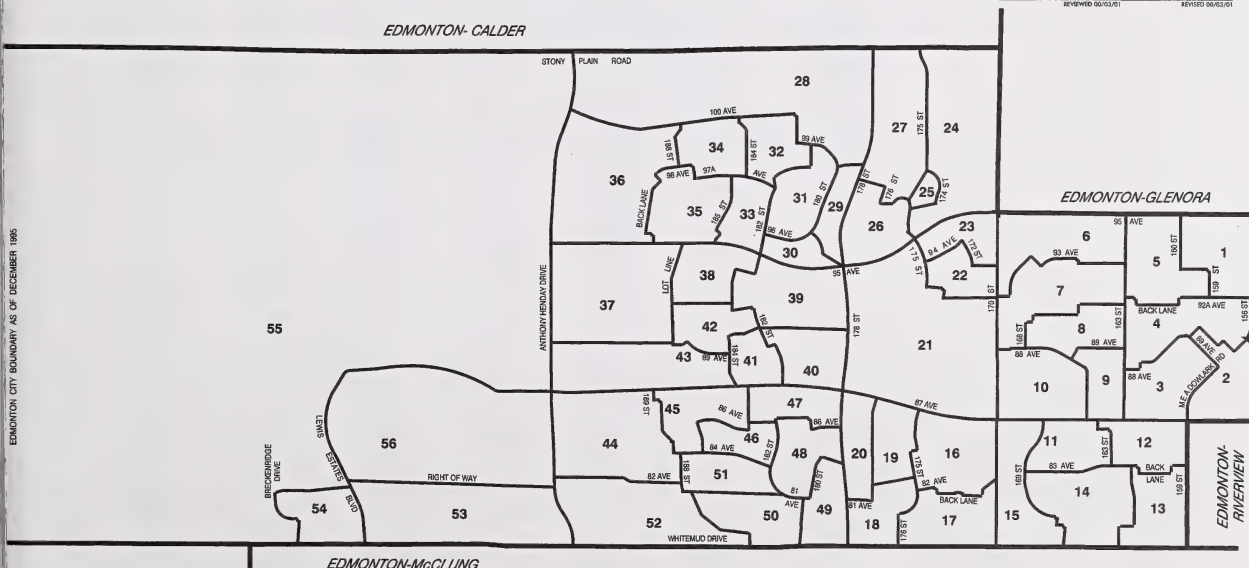 REVIEWED 00/03/01
REVISED 00/03/01
EDMONTON- CALDER
STONY PLAIN ROAD
28
27
175 ST
24
100 AVE
188 ST
34
184 ST
32
99 AVE
98 AVE
97A AVE
36
BACK LANE
35
185 ST
33
182 ST
31
180 ST
29
178 ST
176 ST
25
174 ST
26
96 AVE
30
95 AVE
94 AVE
172 ST
23
22
175 ST
170 ST
EDMONTON-GLENORA
95 AVE
6
93 AVE
5
160 ST
1
159 ST
7
BACK LANE
92A AVE
156 ST
168 ST
8
163 ST
4
89 AVE
88 AVE
89 AVE
MEADOWLARK RD
10
9
88 AVE
3
2
EDMONTON CITY BOUNDARY AS OF DECEMBER 1995
55
ANTHONY HENDAY DRIVE
37
LOT LINE
38
39
42
182 ST
178 ST
21
43
89 AVE
184 ST
41
40
87 AVE
LEWIS ESTATES BLVD
56
RIGHT OF WAY
BRECKENRIDGE DRIVE
54
53
44
189 ST
45
86 AVE
47
86 AVE
84 AVE
46
182 ST
48
180 ST
82 AVE
188 ST
51
81 AVE
52
50
49
WHITEMUD DRIVE
20
19
175 ST
16
82 AVE
BACK LANE
81 AVE
18
176 ST
17
11
163 ST
12
169 ST
83 AVE
BACK LANE
159 ST
14
13
15
EDMONTON-
RIVERVIEW
EDMONTON-McCLUNG